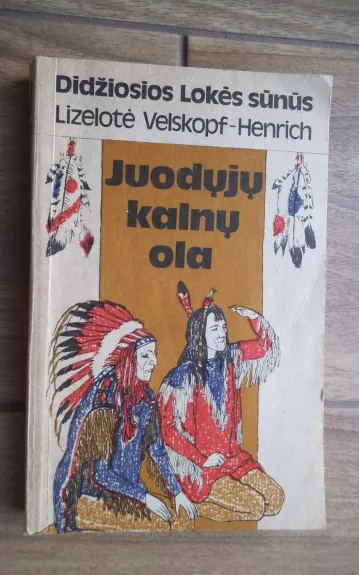 Didžiosios Lokės sūnūs
Lizelotė Velskopf-Henrich
Juodųjų
kalnų
ola